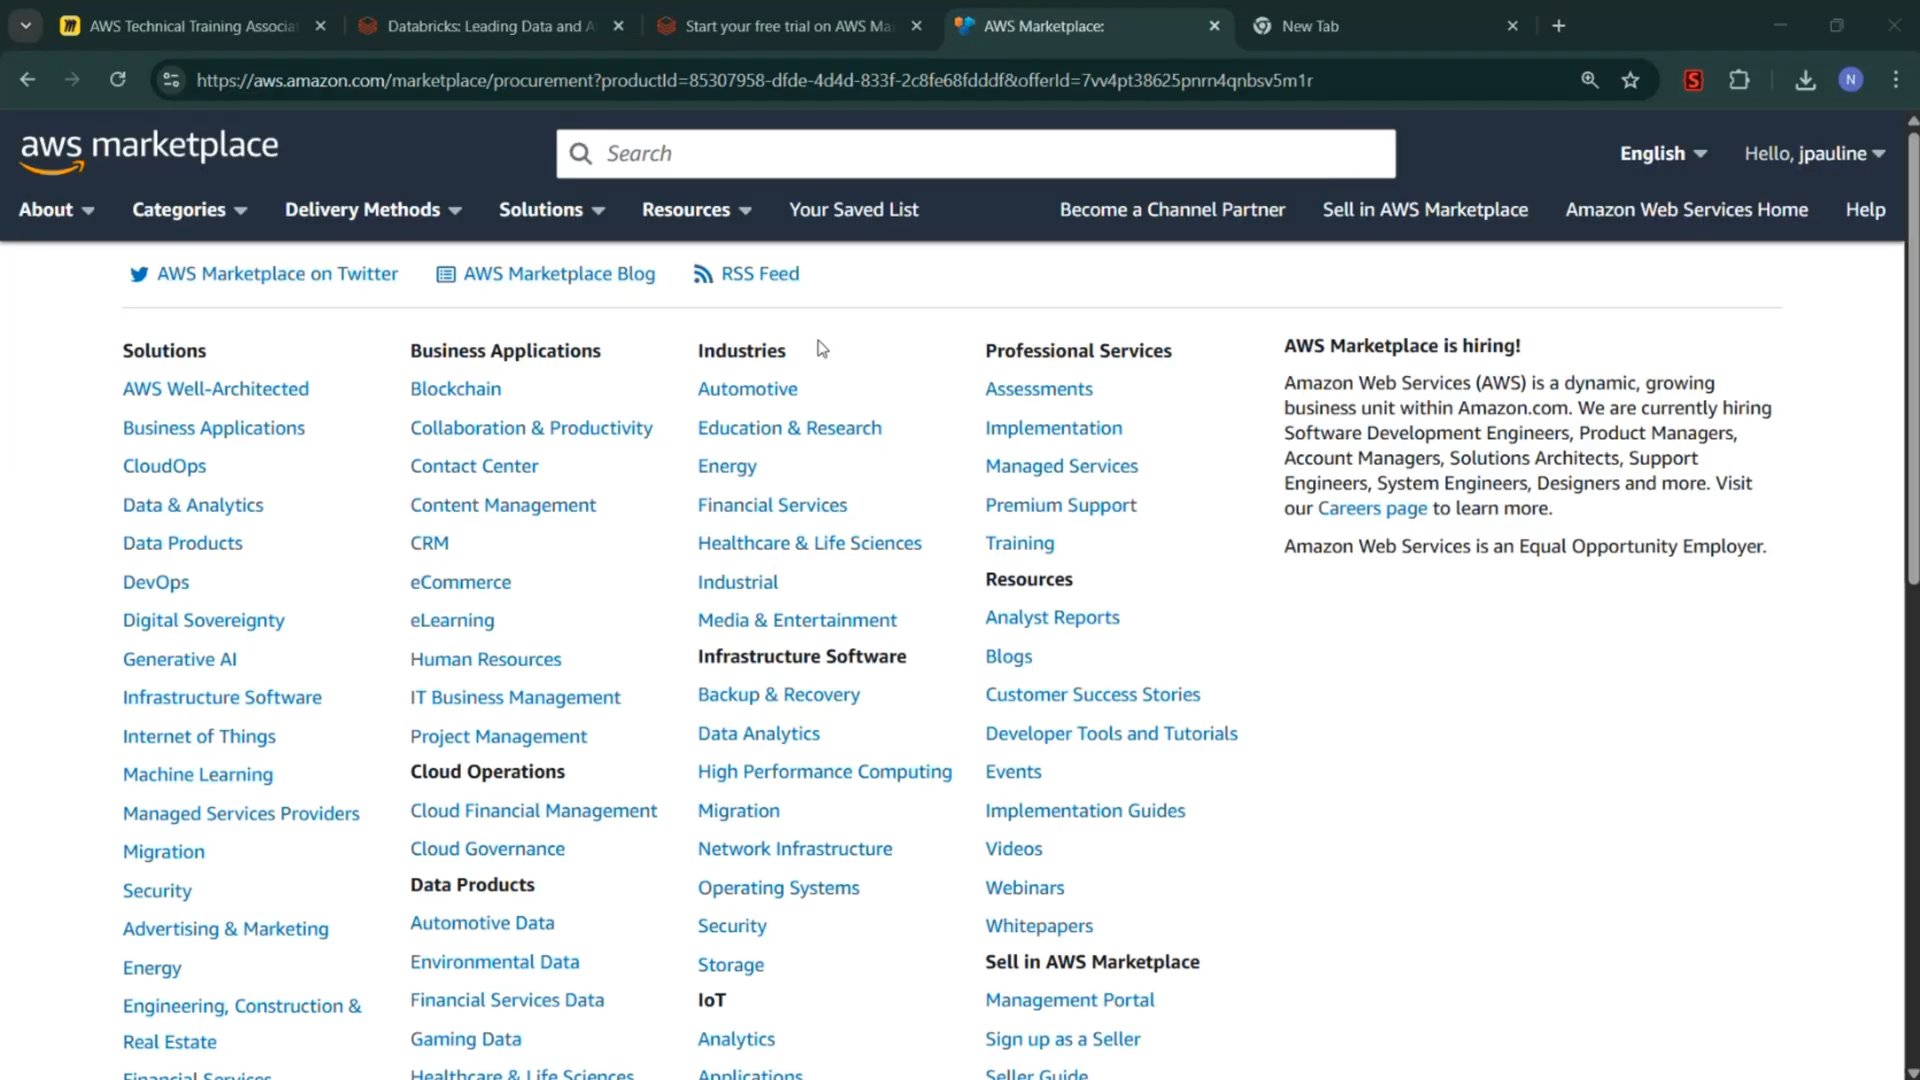 AWS Technical Training Associa
Databricks: Leading Data and A
Start your free trial on AWS Ma
AWS Marketplace:
New Tab
https://aws.amazon.com/marketplace/procurement?productId=85307958-dfde-4d4d-833f-2c8fe68fdddf&offerId=7vv4pt38625pnrn4qnbsv5m1r
S
N
aws marketplace
Search
English
Hello, jpauline
About
Categories
Delivery Methods
Solutions
Resources
Your Saved List
Become a Channel Partner
Sell in AWS Marketplace
Amazon Web Services Home
Help
AWS Marketplace on Twitter
AWS Marketplace Blog
RSS Feed
Solutions
AWS Well-Architected
Business Applications
CloudOps
Data & Analytics
Data Products
DevOps
Digital Sovereignty
Generative AI
Infrastructure Software
Internet of Things
Machine Learning
Managed Services Providers
Migration
Security
Advertising & Marketing
Energy
Engineering, Construction &
Real Estate
Financial Services
Business Applications
Blockchain
Collaboration & Productivity
Contact Center
Content Management
CRM
eCommerce
eLearning
Human Resources
IT Business Management
Project Management
Cloud Operations
Cloud Financial Management
Cloud Governance
Data Products
Automotive Data
Environmental Data
Financial Services Data
Gaming Data
Healthcare & Life Sciences
Industries
Automotive
Education & Research
Energy
Financial Services
Healthcare & Life Sciences
Industrial
Media & Entertainment
Infrastructure Software
Backup & Recovery
Data Analytics
High Performance Computing
Migration
Network Infrastructure
Operating Systems
Security
Storage
IoT
Analytics
Applications
Professional Services
Assessments
Implementation
Managed Services
Premium Support
Training
Resources
Analyst Reports
Blogs
Customer Success Stories
Developer Tools and Tutorials
Events
Implementation Guides
Videos
Webinars
Whitepapers
Sell in AWS Marketplace
Management Portal
Sign up as a Seller
Seller Guide
AWS Marketplace is hiring!
Amazon Web Services (AWS) is a dynamic, growing
business unit within Amazon.com. We are currently hiring
Software Development Engineers, Product Managers,
Account Managers, Solutions Architects, Support
Engineers, System Engineers, Designers and more. Visit
our Careers page to learn more.
Amazon Web Services is an Equal Opportunity Employer.